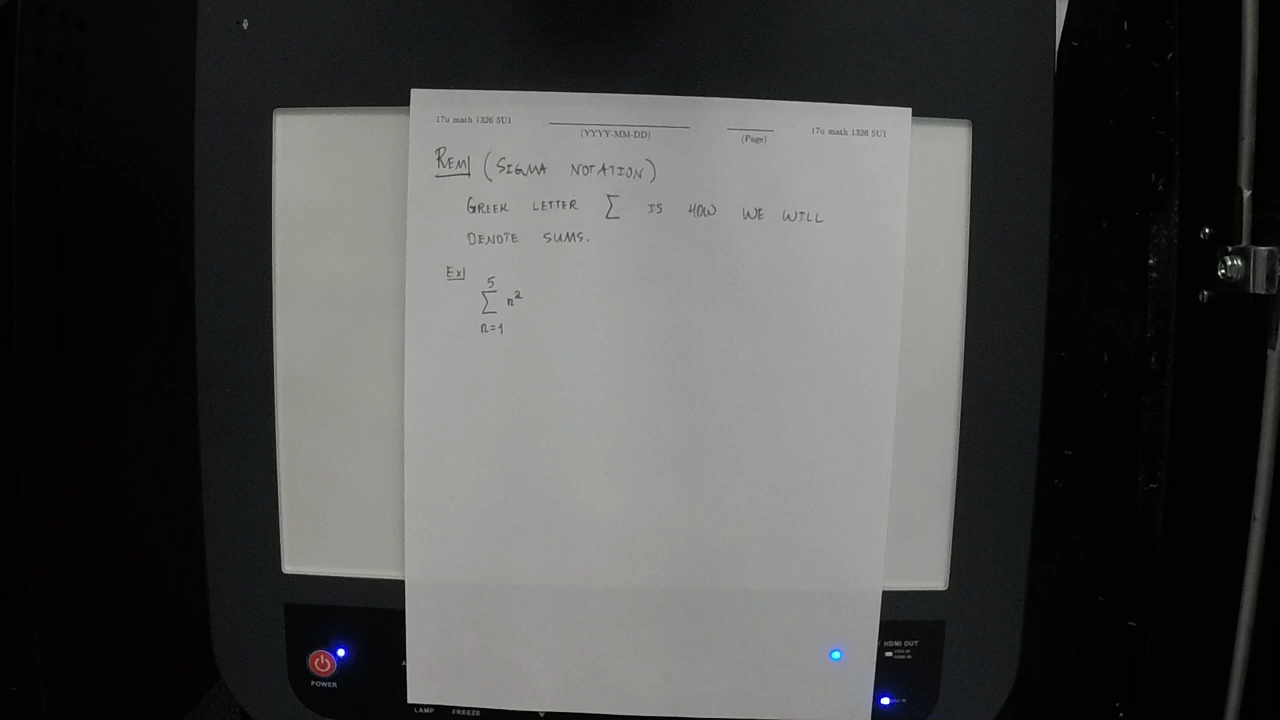 17u math 1326 5U1
(YYYY-MM-DD)
(Page)
17u math 1326 5U1
REM (SIGMA NOTATION)
GREEK LETTER Σ IS HOW WE WILL
DENOTE SUMS.
Ex
5
Σ n²
n=1
POWER
LAMP FREEZE
HDMI OUT